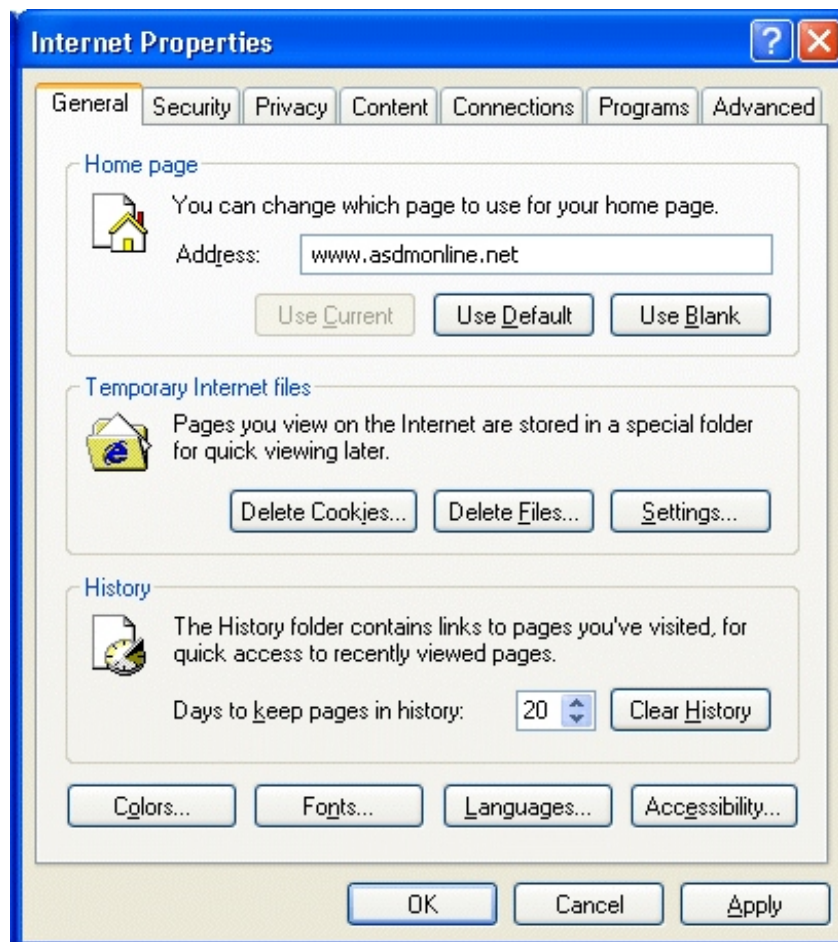 Internet Properties
General Security Privacy Content Connections Programs Advanced
Home page
You can change which page to use for your home page.
Address: www.asdmonline.net
Use Current Use Default Use Blank
Temporary Internet files
Pages you view on the Internet are stored in a special folder
for quick viewing later.
Delete Cookies... Delete Files... Settings...
History
The History folder contains links to pages you've visited, for
quick access to recently viewed pages.
Days to keep pages in history: 20 Clear History
Colors... Fonts... Languages... Accessibility...
OK Cancel Apply